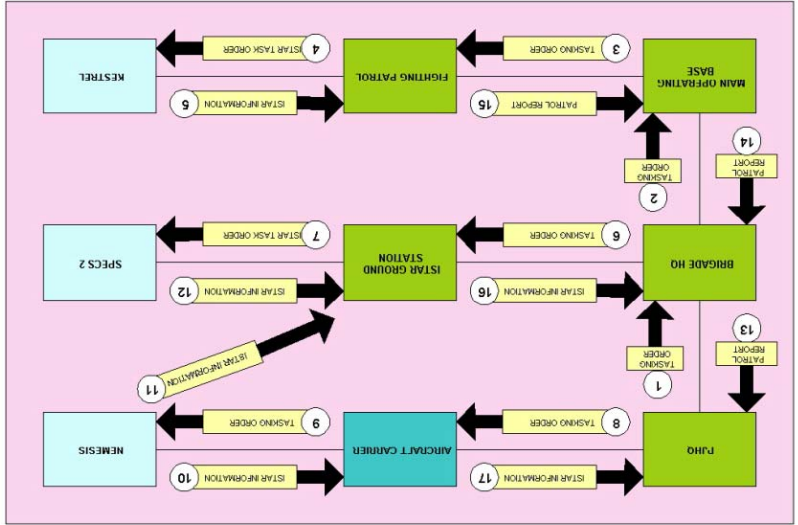 ISTAR INFORMATION
17
ISTAR INFORMATION
10
PJHQ
AIRCRAFT CARRIER
NEMESIS
8
TASKING ORDER
9
TASKING ORDER
PATROL
REPORT
13
1
TASKING
ORDER
ISTAR INFORMATION
11
ISTAR INFORMATION
16
ISTAR INFORMATION
12
BRIGADE HQ
ISTAR GROUND
STATION
SPECS 2
6
TASKING ORDER
7
ISTAR TASK ORDER
2
TASKING
ORDER
PATROL
REPORT
14
PATROL REPORT
15
ISTAR INFORMATION
5
MAIN OPERATING
BASE
FIGHTING PATROL
KESTREL
3
TASKING ORDER
4
ISTAR TASK ORDER